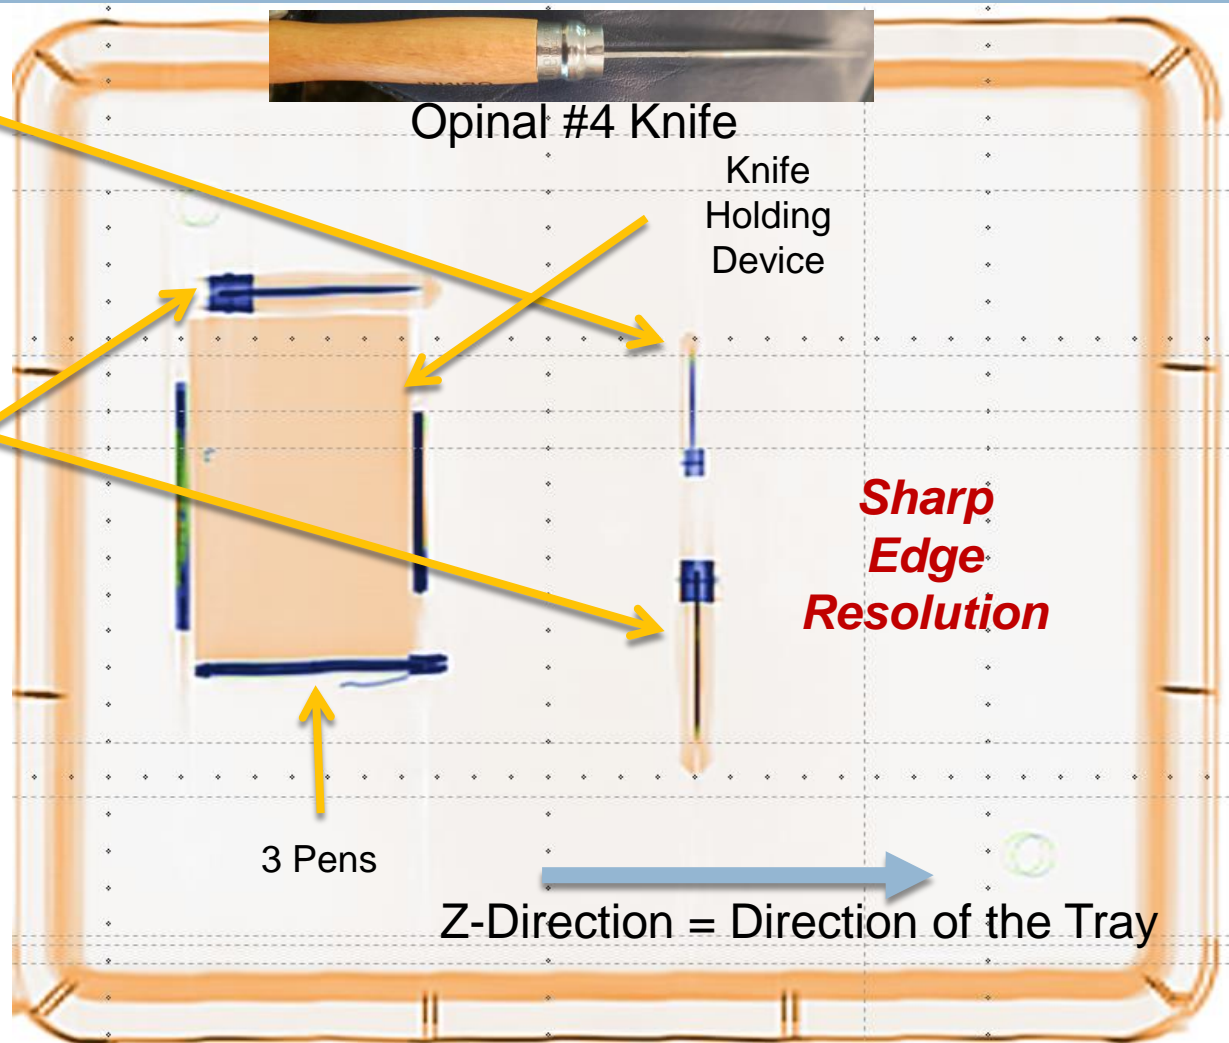 Opinal #4 Knife
Knife
Holding
Device
Sharp
Edge
Resolution
3 Pens
Z-Direction = Direction of the Tray